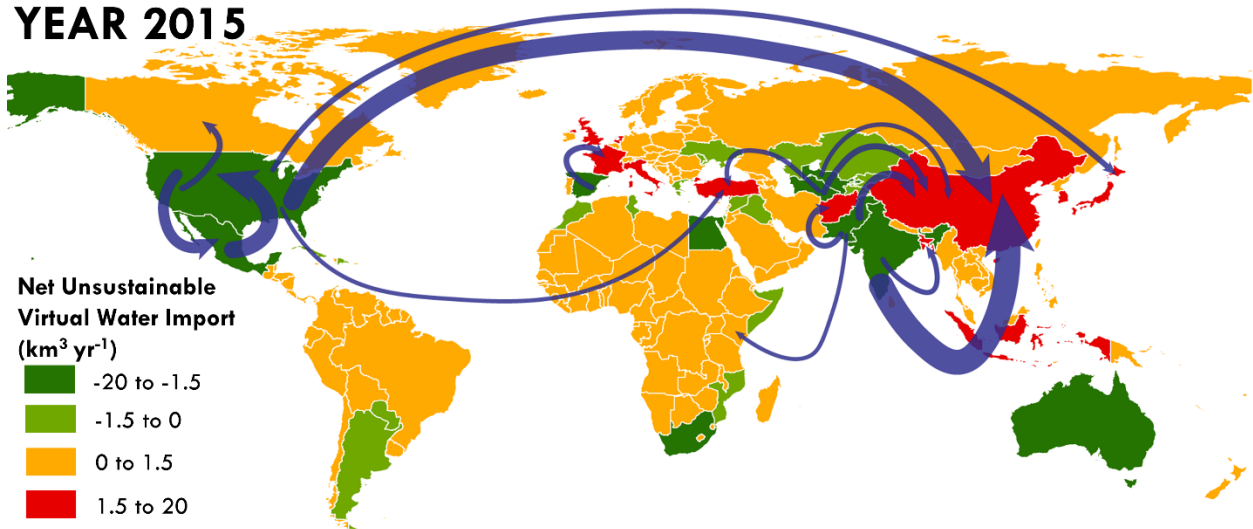 YEAR 2015
Net Unsustainable
Virtual Water Import
(km³ yr⁻¹)
-20 to -1.5
-1.5 to 0
0 to 1.5
1.5 to 20